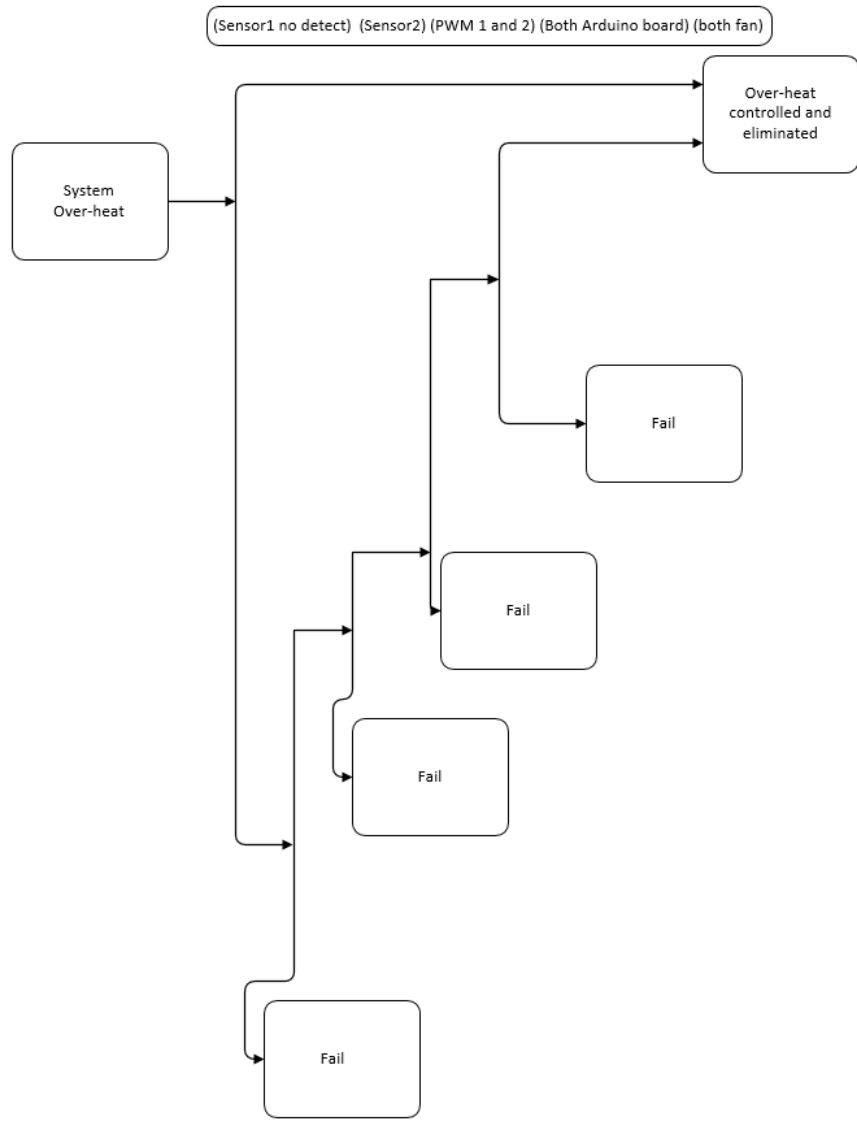 (Sensor1 no detect)  (Sensor2) (PWM 1 and 2) (Both Arduino board) (both fan)
Over-heat
controlled and
eliminated
System
Over-heat
Fail
Fail
Fail
Fail